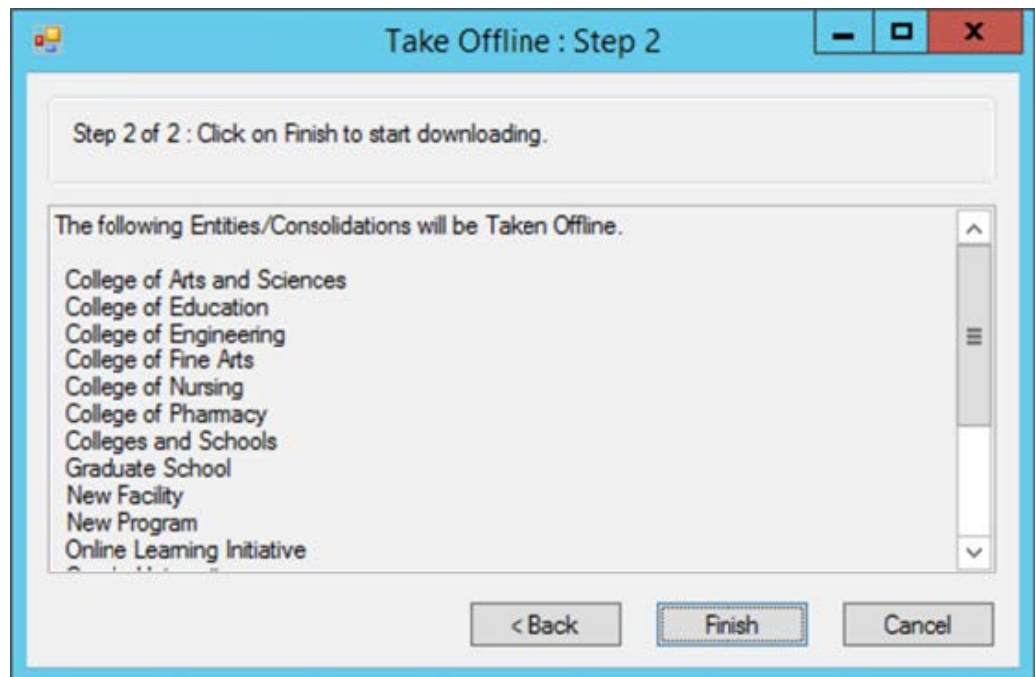 Take Offline : Step 2
Step 2 of 2 : Click on Finish to start downloading.
The following Entities/Consolidations will be Taken Offline.
College of Arts and Sciences
College of Education
College of Engineering
College of Fine Arts
College of Nursing
College of Pharmacy
Colleges and Schools
Graduate School
New Facility
New Program
Online Learning Initiative
< Back
Finish
Cancel